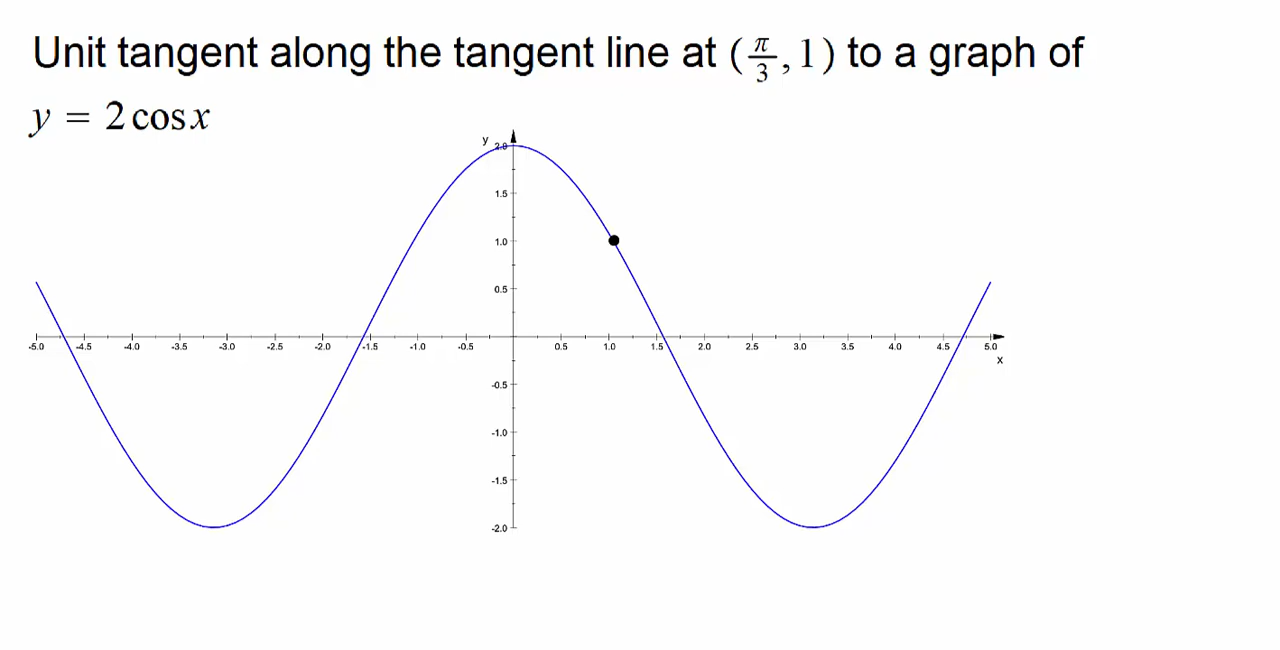 Unit tangent along the tangent line at (π/3, 1) to a graph of
y = 2 cos x
y
2.0
1.5
1.0
0.5
-5.0 -4.5 -4.0 -3.5 -3.0 -2.5 -2.0 -1.5 -1.0 -0.5 0.5 1.0 1.5 2.0 2.5 3.0 3.5 4.0 4.5 5.0
x
-0.5
-1.0
-1.5
-2.0